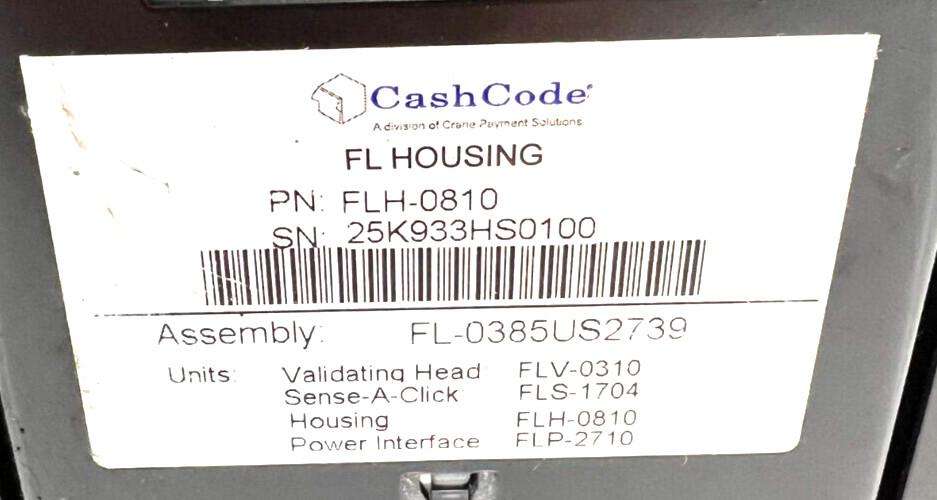 CashCode
A division of Crane Payment Solutions
FL HOUSING
PN: FLH-0810
SN: 25K933HS0100
Assembly: FL-0385US2739
Units: Validating Head FLV-0310
Sense-A-Click FLS-1704
Housing FLH-0810
Power Interface FLP-2710